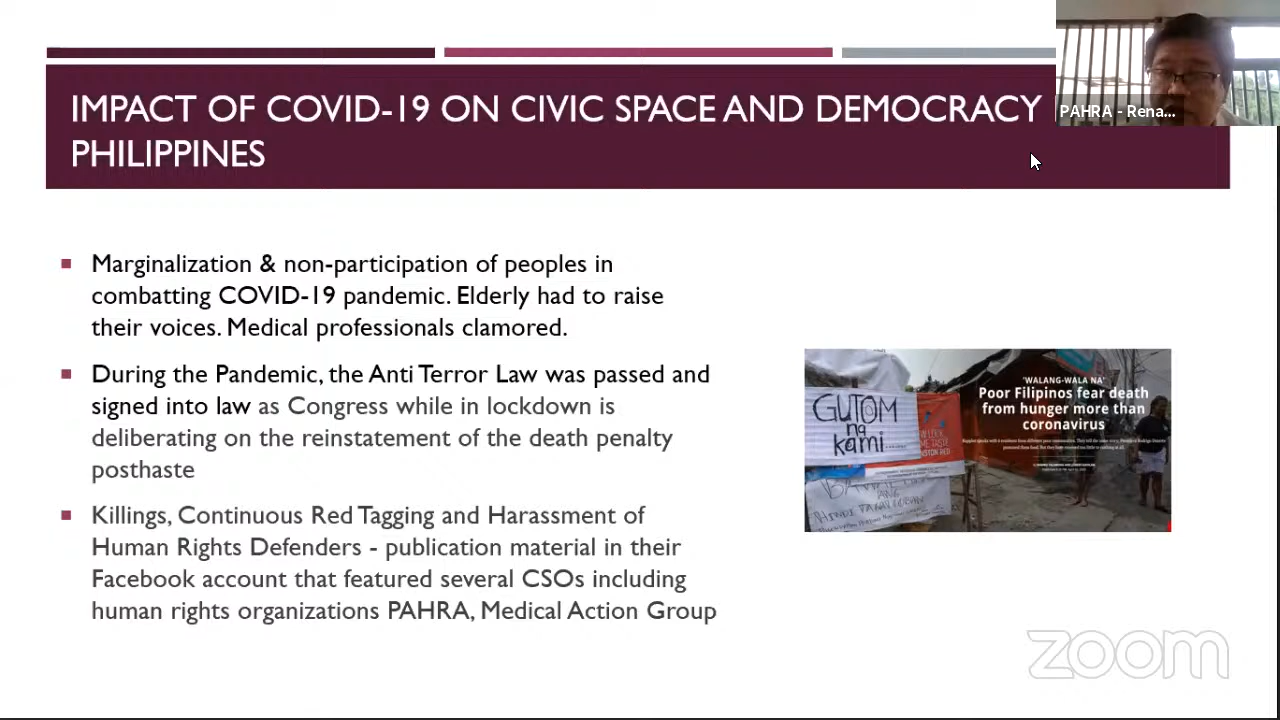 IMPACT OF COVID-19 ON CIVIC SPACE AND DEMOCRACY
PHILIPPINES
PAHRA - Rena...
Marginalization & non-participation of peoples in
combatting COVID-19 pandemic. Elderly had to raise
their voices. Medical professionals clamored.
During the Pandemic, the Anti Terror Law was passed and
signed into law as Congress while in lockdown is
deliberating on the reinstatement of the death penalty
posthaste
Killings, Continuous Red Tagging and Harassment of
Human Rights Defenders - publication material in their
Facebook account that featured several CSOs including
human rights organizations PAHRA, Medical Action Group
GUTOM
ng
kami......
'WALANG-WALA NA'
Poor Filipinos fear death
from hunger more than
coronavirus
zoom